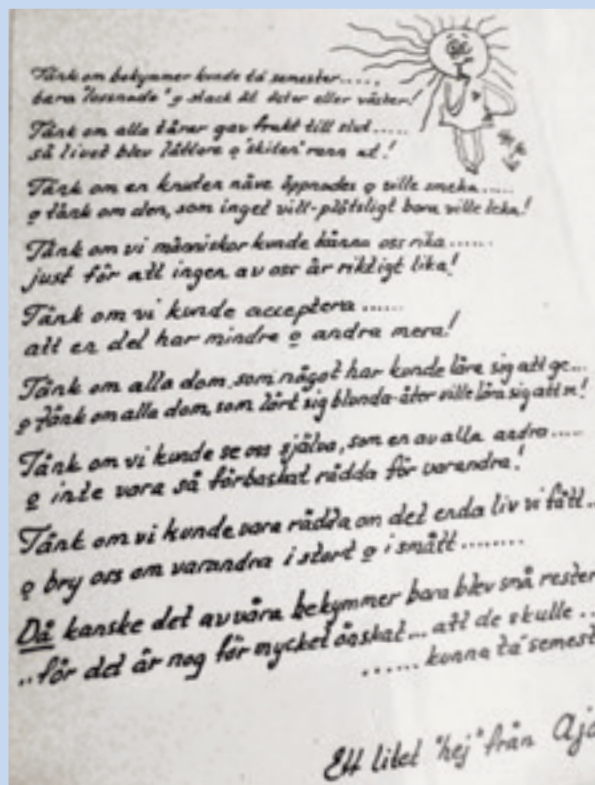 Tänk om bekymmer kunde ta semester.....
bara "lossnade" o stack åt öster eller väster!
Tänk om alla tårar gav frukt till slut.....
så livet blev lättare o "skiten" rann ut!
Tänk om en knuten näve öppnades o ville smeka.....
o tänk om den, som inget vill-plötsligt bara ville leka!
Tänk om vi människor kunde känna oss rika......
just för att ingen av oss är riktigt lika!
Tänk om vi kunde acceptera......
att en del har mindre o andra mera!
Tänk om alla dom, som något har kunde lära sig att ge...
o tänk om alla dom, som lärt sig blunda-åter ville lära sig att se!
Tänk om vi kunde se oss själva, som en av alla andra.....
o inte vara så förbaskat rädda för varandra!
Tänk om vi kunde vara rädda om det enda liv vi fått..
o bry oss om varandra i stort o i smått........
Då kanske det av våra bekymmer bara blev små rester
..för det är nog för mycket önskat... att de skulle ..
...... kunna ta semest
Ett litet "hej" från